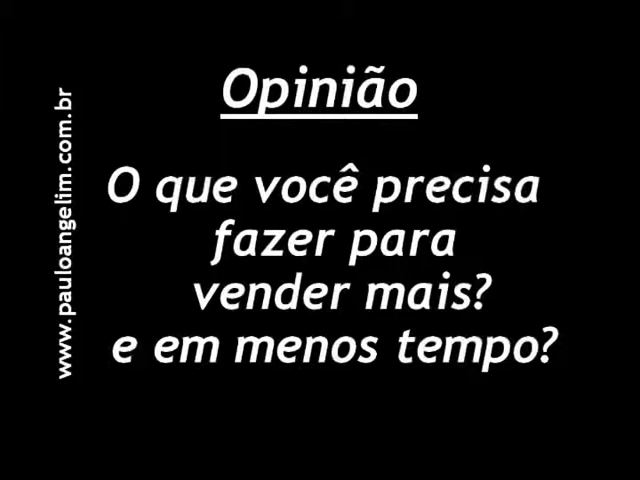 Opinião
O que você precisa
fazer para
vender mais?
e em menos tempo?
www.pauloangelim.com.br